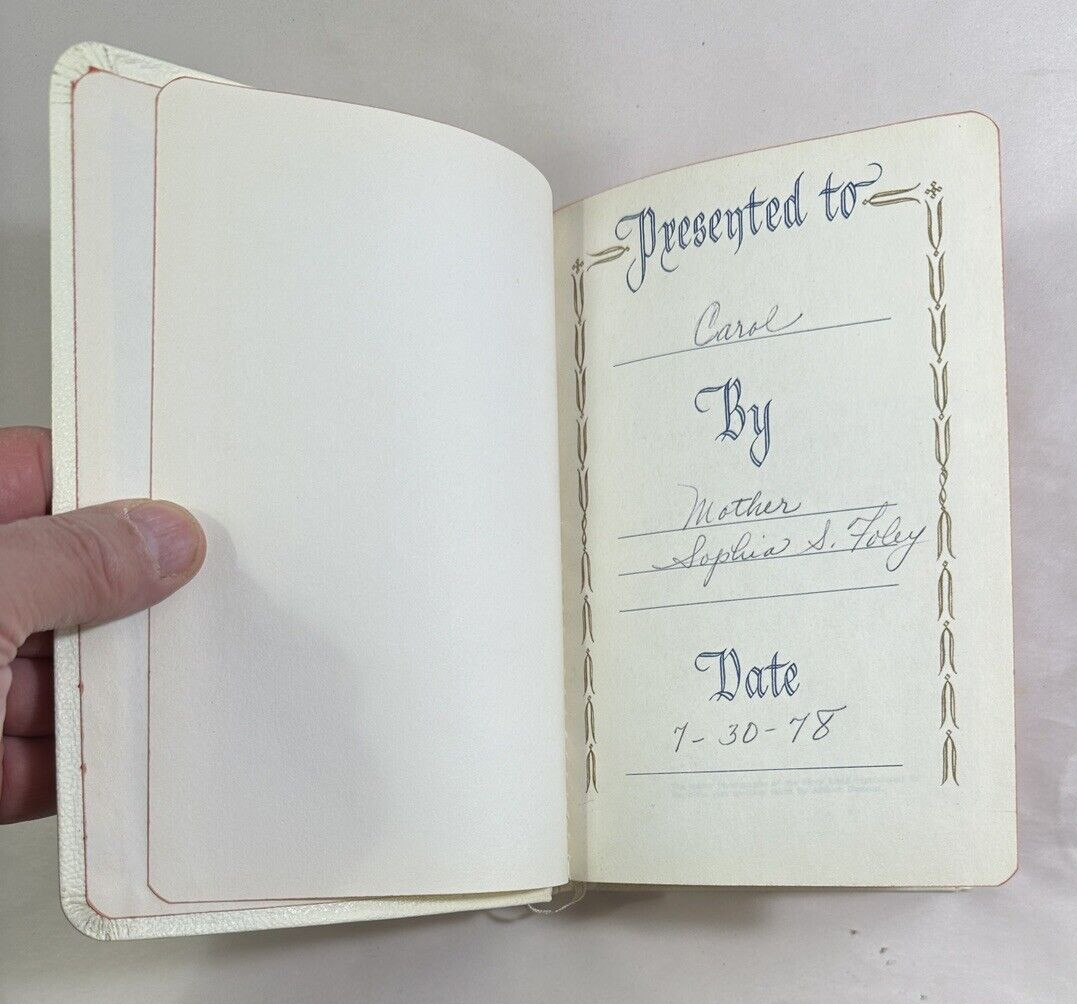 Presented to
Carol
By
Mother
Sophia S. Foley
Date
7-30-78